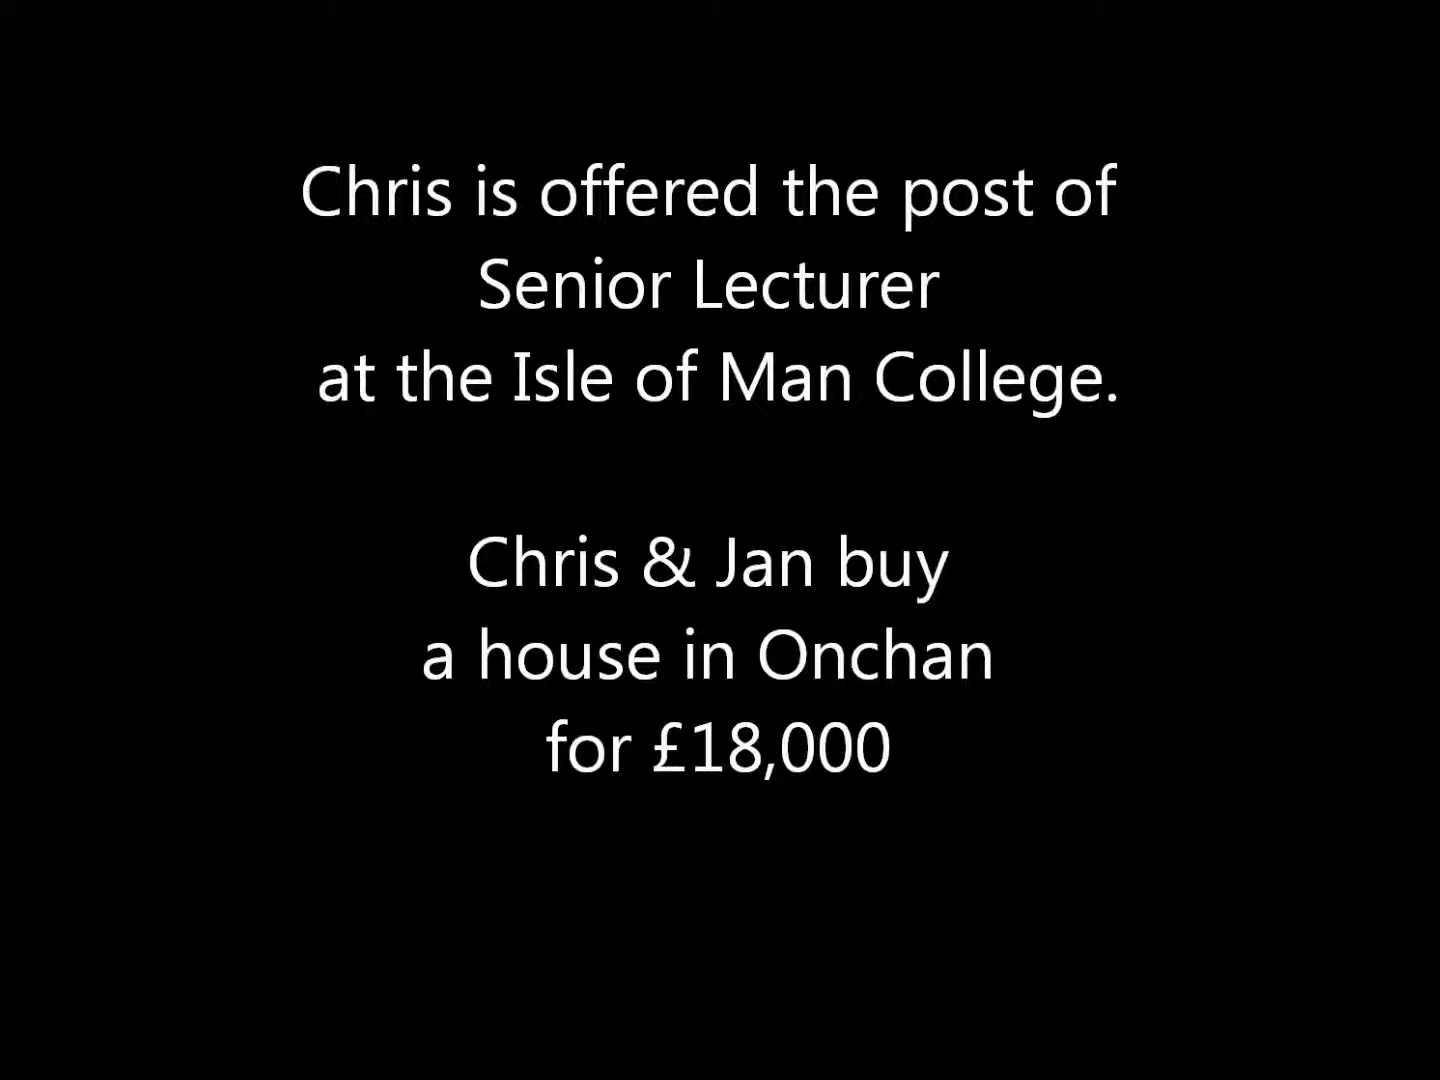 Chris is offered the post of
Senior Lecturer
at the Isle of Man College.
Chris & Jan buy
a house in Onchan
for £18,000